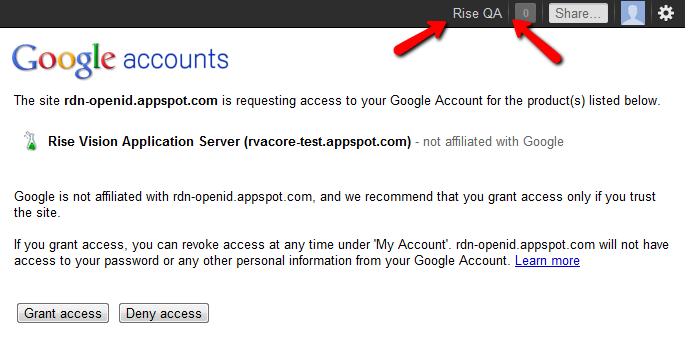 Rise QA 0 Share...
Google accounts
The site rdn-openid.appspot.com is requesting access to your Google Account for the product(s) listed below.
Rise Vision Application Server (rvacore-test.appspot.com) - not affiliated with Google
Google is not affiliated with rdn-openid.appspot.com, and we recommend that you grant access only if you trust
the site.
If you grant access, you can revoke access at any time under 'My Account'. rdn-openid.appspot.com will not have
access to your password or any other personal information from your Google Account. Learn more
Grant access Deny access